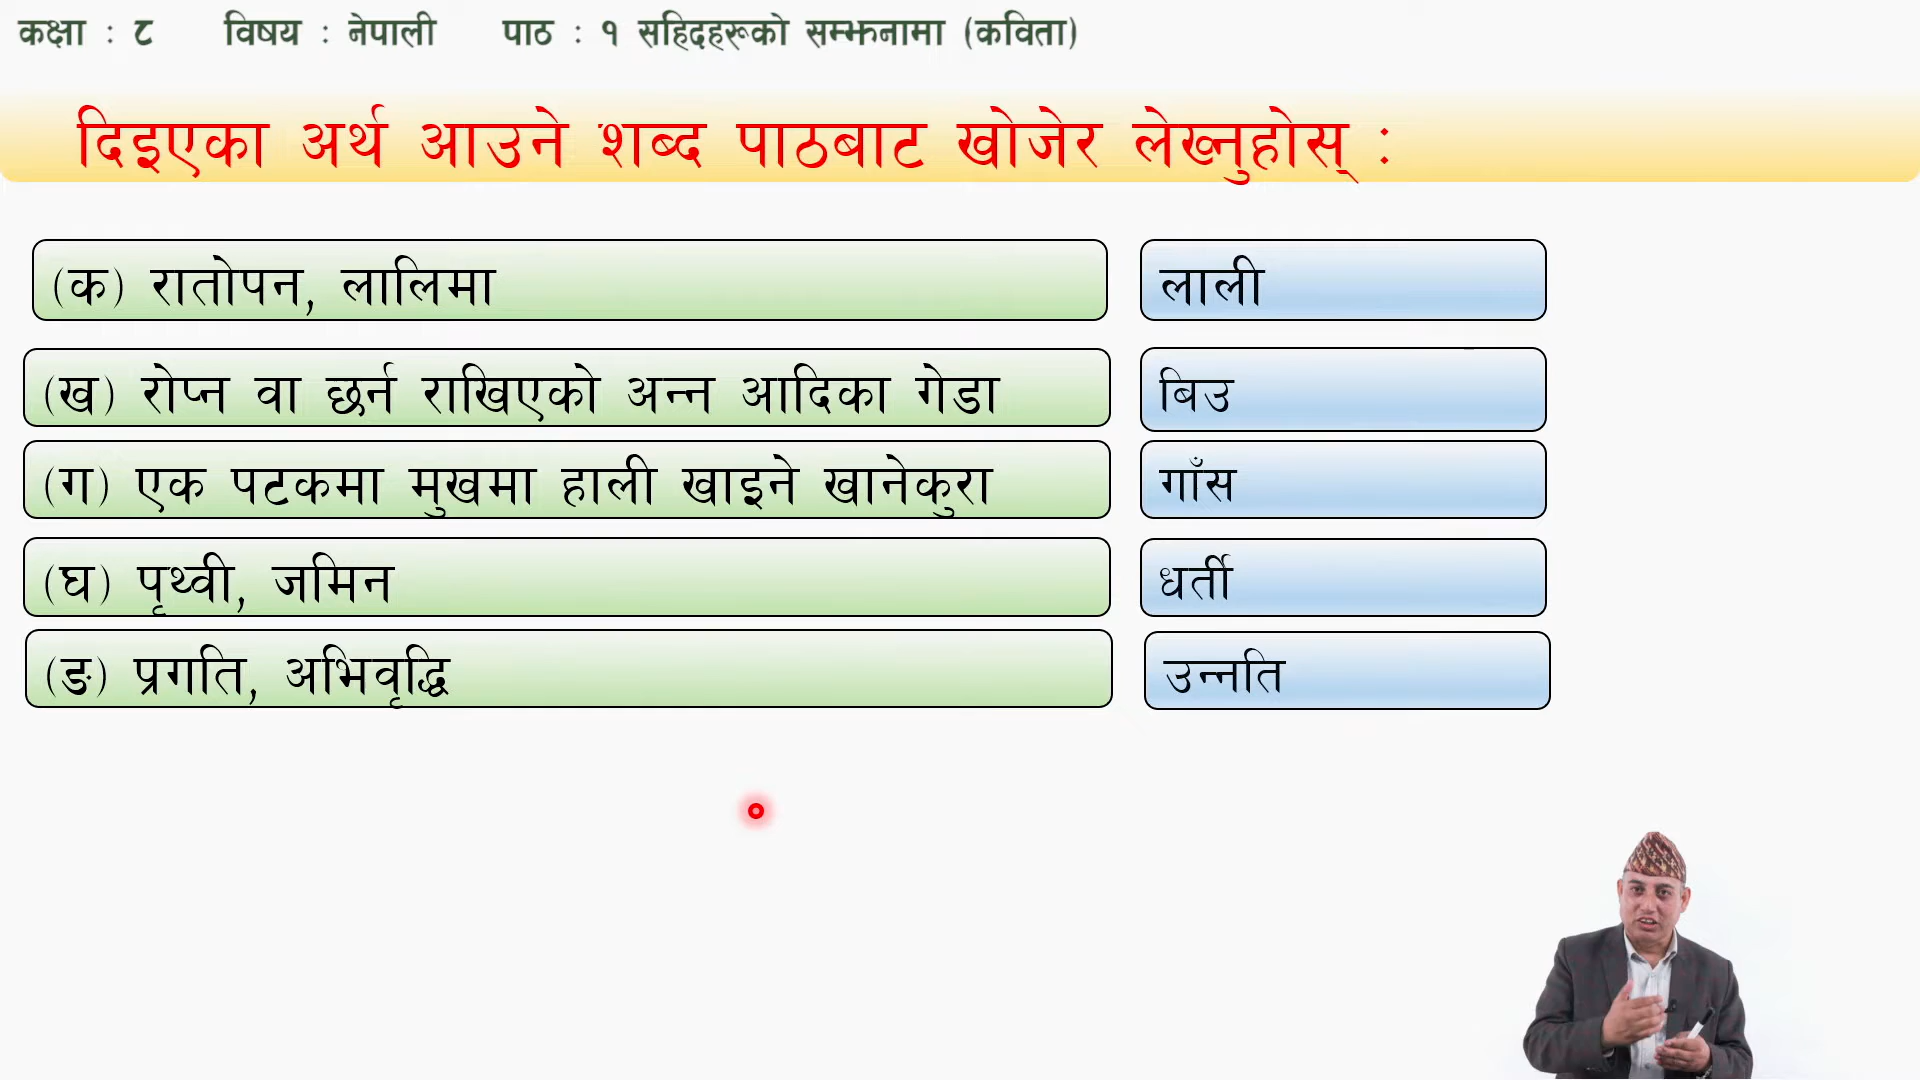 कक्षा : ८ विषय : नेपाली पाठ : १ सहिदहरूको सम्झनामा (कविता)
दिइएका अर्थ आउने शब्द पाठबाट खोजेर लेख्नुहोस् :
(क) रातोपन, लालिमा लाली
(ख) रोप्न वा छर्न राखिएको अन्न आदिका गेडा बिउ
(ग) एक पटकमा मुखमा हाली खाइने खानेकुरा गाँस
(घ) पृथ्वी, जमिन धर्ती
(ङ) प्रगति, अभिवृद्धि उन्नति